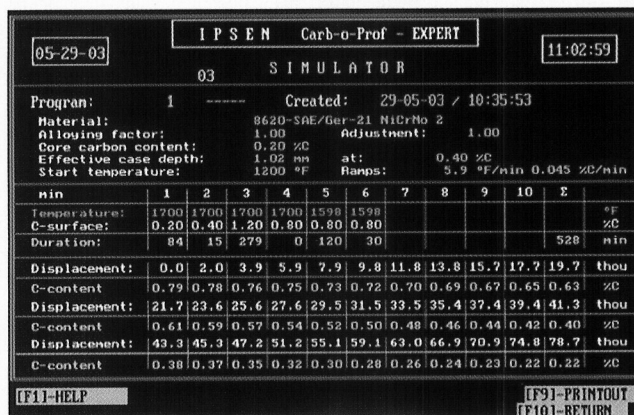 IPSEN Carb-o-Prof - EXPERT
05-29-03
11:02:59
SIMULATOR
03
Program: 1 ----- Created: 29-05-03 / 10:35:53
Material: 8620-SAE/Ger-21 NiCrMo 2
Alloying factor: 1.00 Adjustment: 1.00
Core carbon content: 0.20 %C
Effective case depth: 1.02 mm at: 0.40 %C
Start temperature: 1200 °F Ramps: 5.9 °F/min 0.045 %C/min
min 1 2 3 4 5 6 7 8 9 10 Σ
Temperature: 1700 1700 1700 1700 1598 1598 °F
C-surface: 0.20 0.40 1.20 0.80 0.80 0.80 %C
Duration: 84 15 279 0 120 30 528 min
Displacement: 0.0 2.0 3.9 5.9 7.9 9.8 11.8 13.8 15.7 17.7 19.7 thou
C-content 0.79 0.78 0.76 0.75 0.73 0.72 0.70 0.69 0.67 0.65 0.63 %C
Displacement: 21.7 23.6 25.6 27.6 29.5 31.5 33.5 35.4 37.4 39.4 41.3 thou
C-content 0.61 0.59 0.57 0.54 0.52 0.50 0.48 0.46 0.44 0.42 0.40 %C
Displacement: 43.3 45.3 47.2 51.2 55.1 59.1 63.0 66.9 70.9 74.8 78.7 thou
C-content 0.38 0.37 0.35 0.32 0.30 0.28 0.26 0.24 0.23 0.22 0.22 %C
[F1]-HELP
[F9]-PRINTOUT
[F10]-RETURN